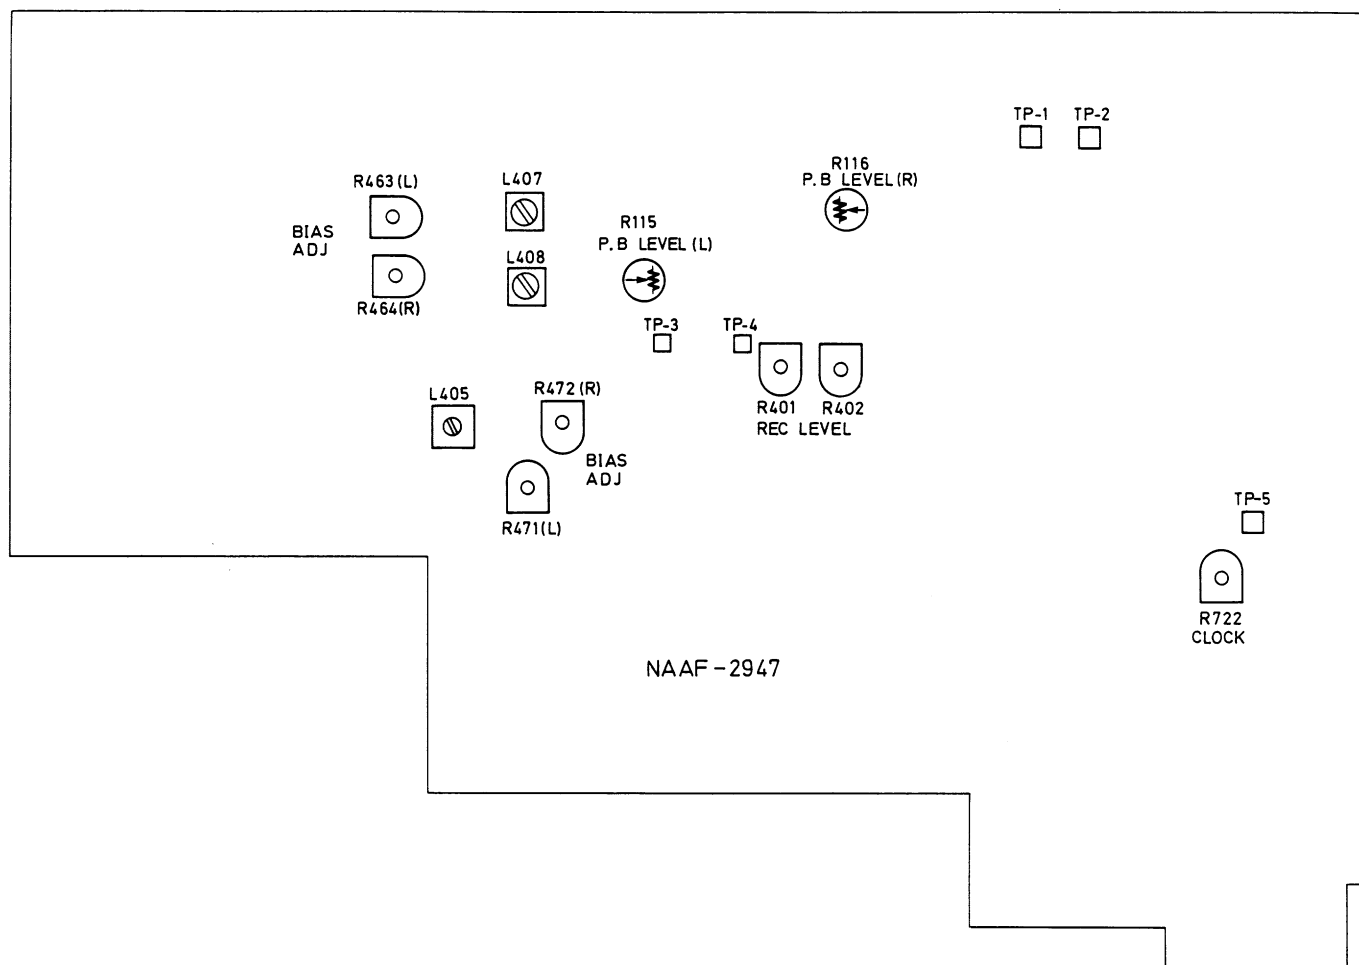 TP-1
TP-2
R116
P.B LEVEL(R)
R463(L)
L407
R115
P.B LEVEL(L)
BIAS
ADJ
L408
R464(R)
TP-3
TP-4
L405
R472(R)
R401
R402
REC LEVEL
BIAS
ADJ
R471(L)
TP-5
R722
CLOCK
NAAF-2947